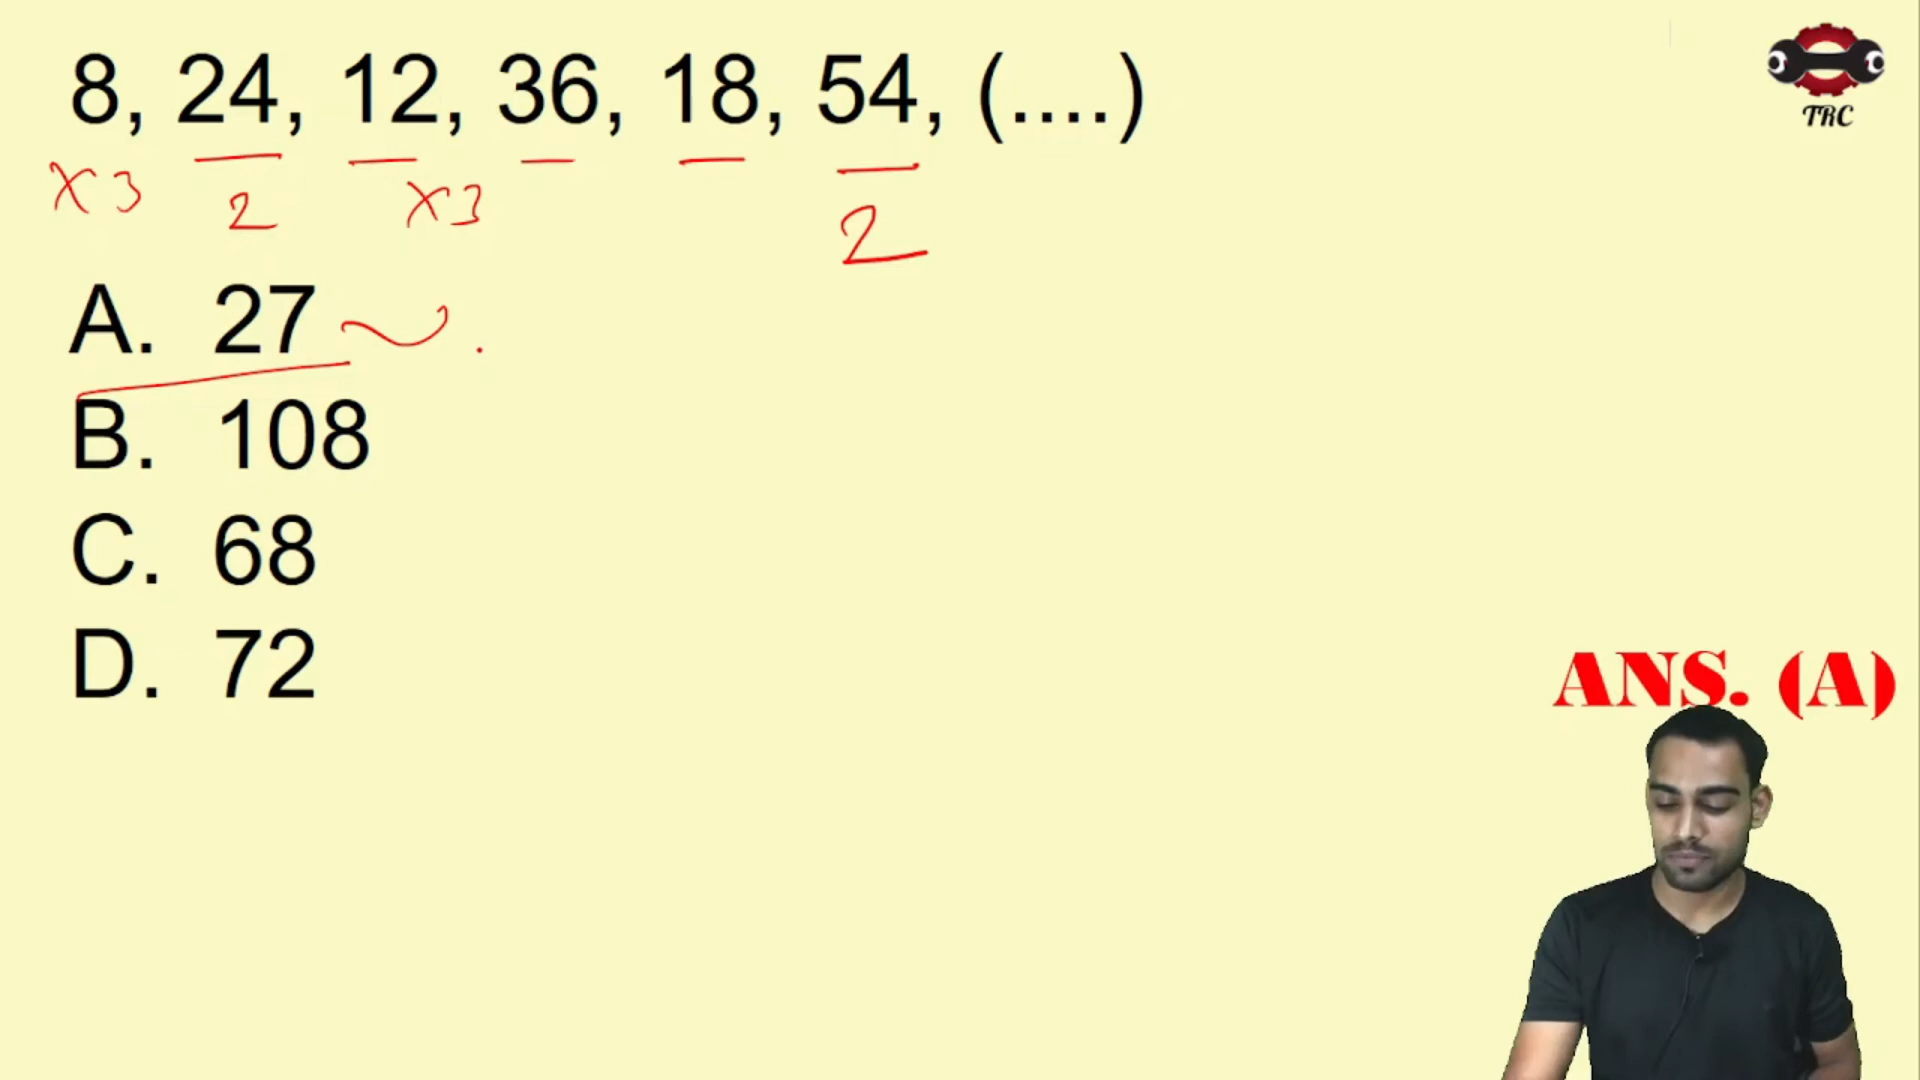 8, 24, 12, 36, 18, 54, (....)
x3 2 x3 2
A. 27
B. 108
C. 68
D. 72
TRC
ANS. (A)